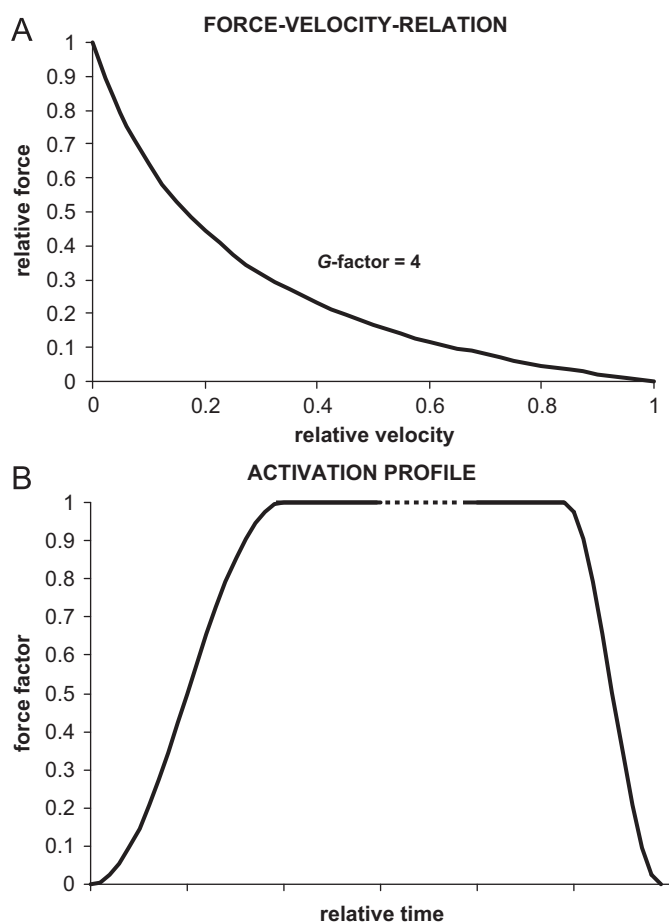 A
FORCE-VELOCITY-RELATION
1
0.9
0.8
0.7
0.6
0.5
0.4
0.3
0.2
0.1
0
relative force
G-factor = 4
0 0.2 0.4 0.6 0.8 1
relative velocity
B
ACTIVATION PROFILE
1
0.9
0.8
0.7
0.6
0.5
0.4
0.3
0.2
0.1
0
force factor
relative time